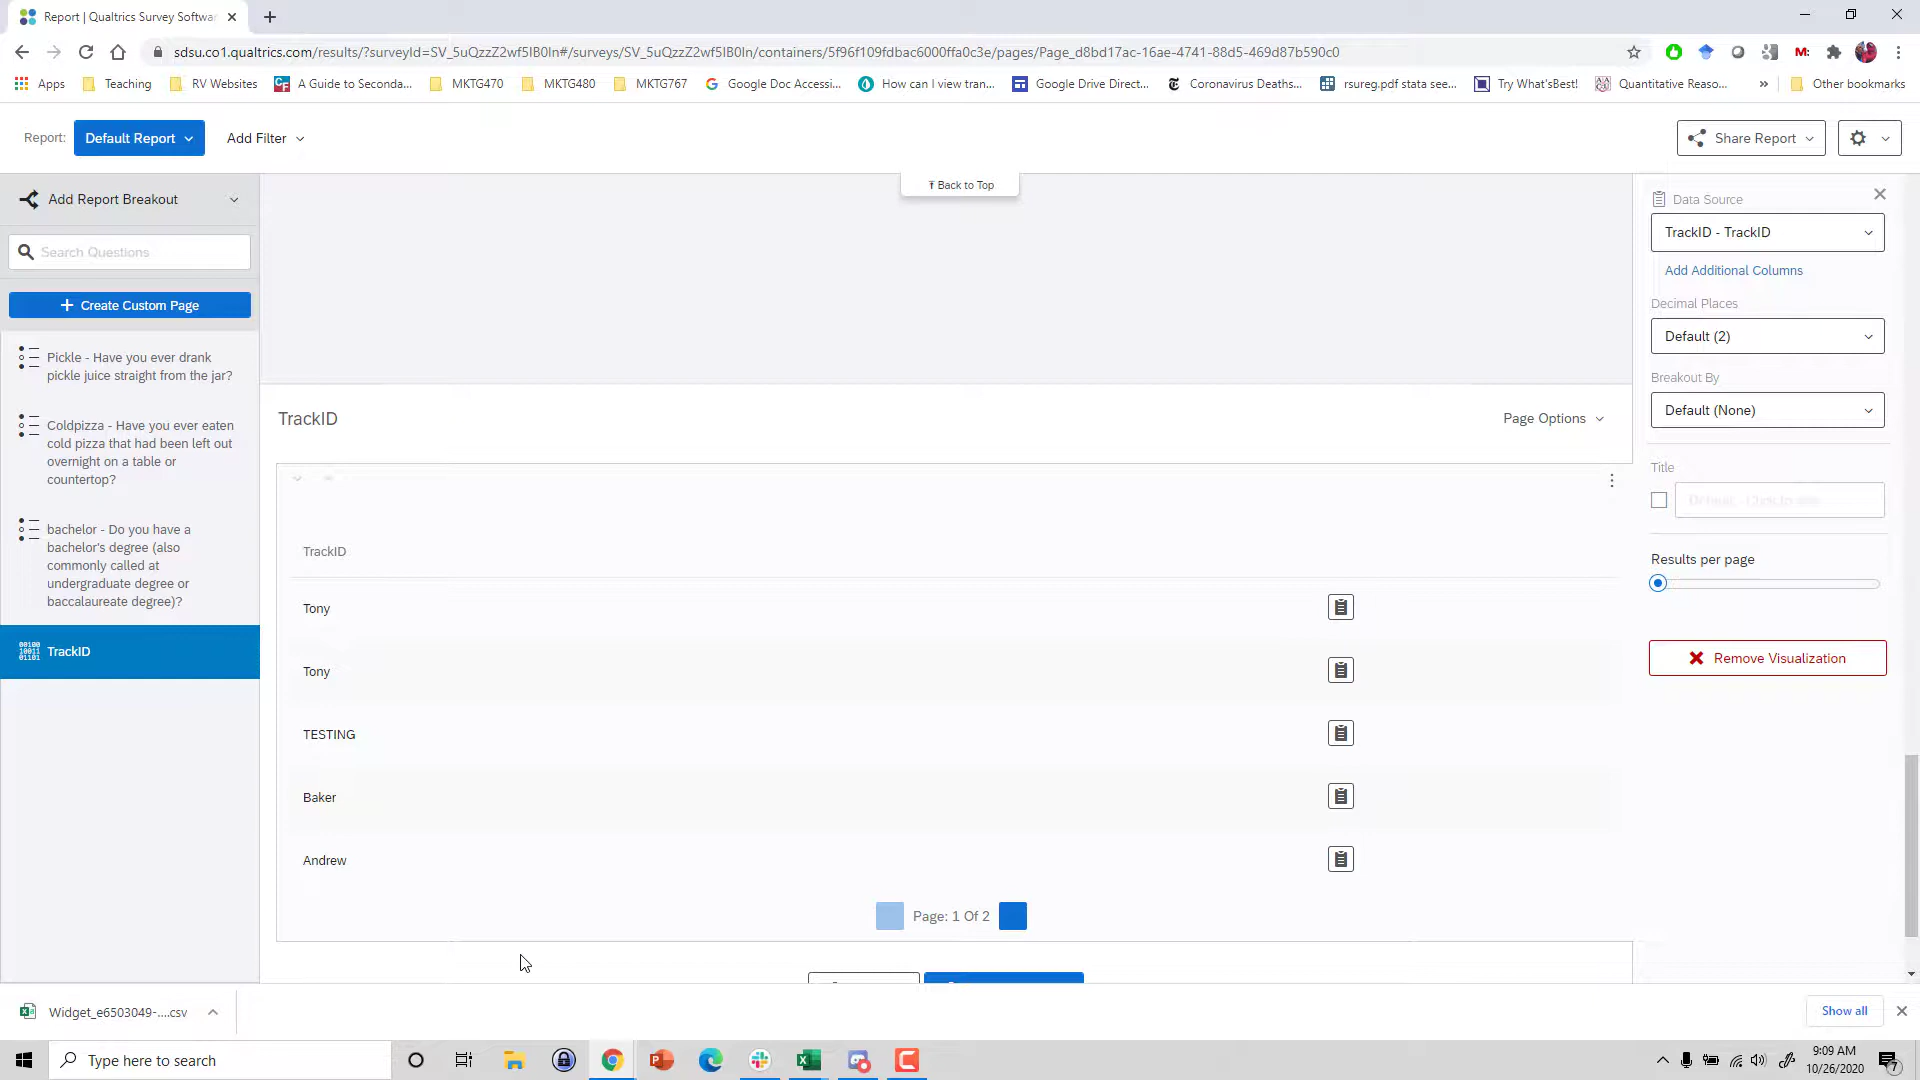 Report | Qualtrics Survey Softwa
sdsu.co1.qualtrics.com/results/?surveyId=SV_5uQzzZ2wf5IB0In#/surveys/SV_5uQzzZ2wf5IB0In/containers/5f96f109fdbac6000ffa0c3e/pages/Page_d8bd17ac-16ae-4741-88d5-469d87b590c0
Apps Teaching RV Websites A Guide to Seconda... MKTG470 MKTG480 MKTG767 Google Doc Accessi... How can I view tran... Google Drive Direct... Coronavirus Deaths... rsureg.pdf stata see... Try What'sBest! Quantitative Reaso... » Other bookmarks
Report: Default Report Add Filter Share Report
Back to Top
Add Report Breakout
Search Questions
Create Custom Page
Pickle - Have you ever drank
pickle juice straight from the jar?
Coldpizza - Have you ever eaten
cold pizza that had been left out
overnight on a table or
countertop?
bachelor - Do you have a
bachelor's degree (also
commonly called at
undergraduate degree or
baccalaureate degree)?
TrackID
TrackID Page Options
TrackID
Tony
Tony
TESTING
Baker
Andrew
Page: 1 Of 2
Data Source
TrackID - TrackID
Add Additional Columns
Decimal Places
Default (2)
Breakout By
Default (None)
Title
Results per page
Remove Visualization
Widget_e6503049-....csv
Show all
Type here to search
9:09 AM
10/26/2020
7